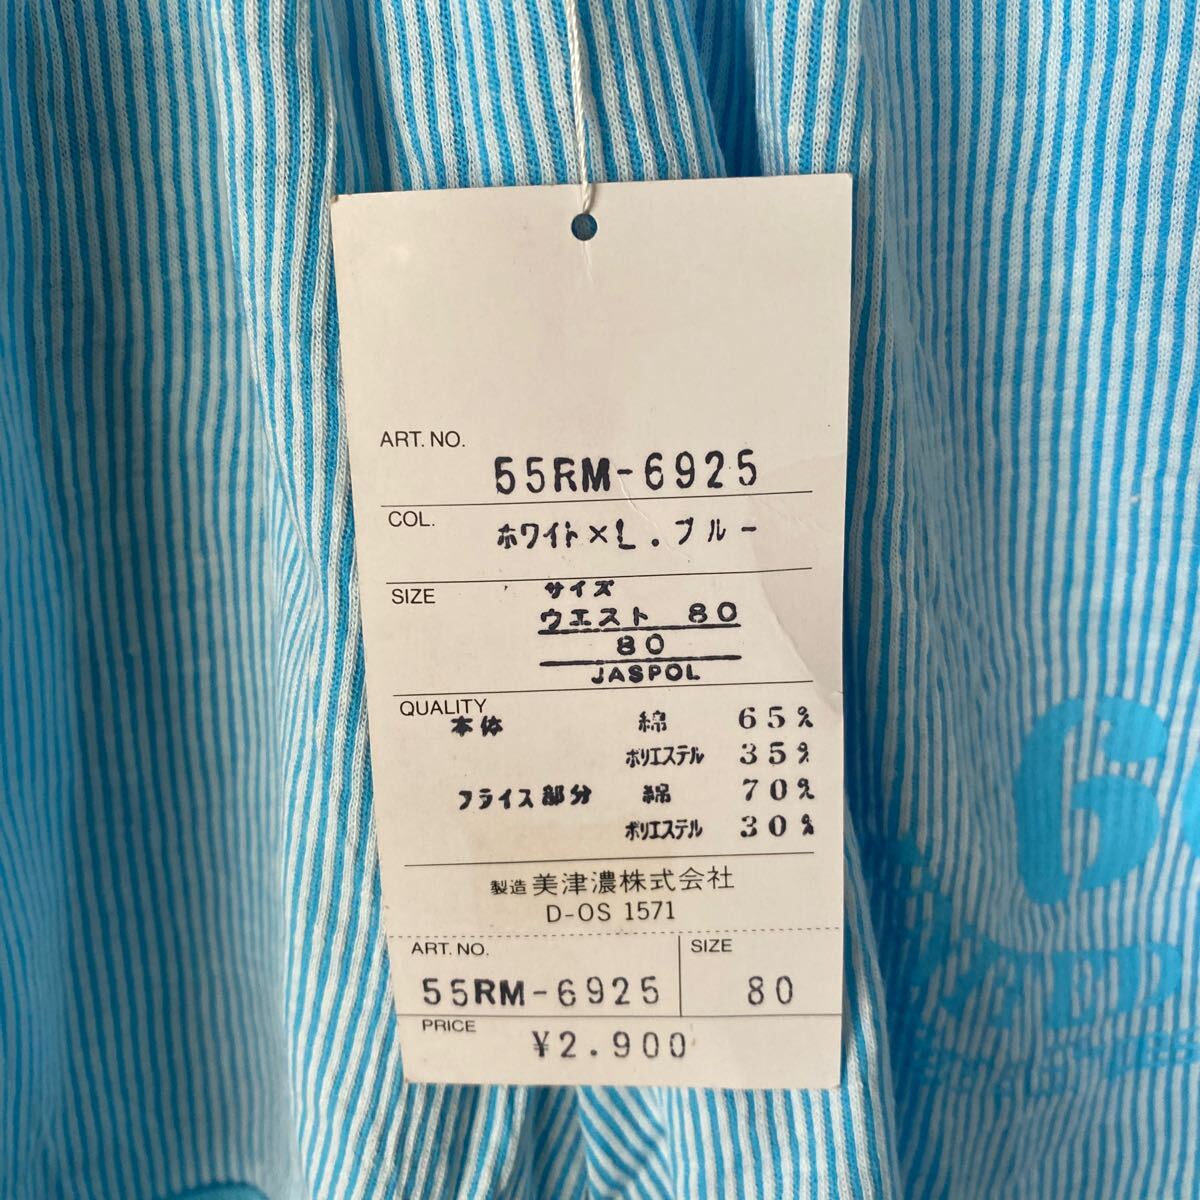 ART. NO.
55RM-6925
COL.
ホワイト×L.ブルー
SIZE
サイズ
ウエスト 80
80
JASPOL
QUALITY
本体 綿 65%
ポリエステル 35%
フライス部分 綿 70%
ポリエステル 30%
製造 美津濃株式会社
D-OS 1571
ART. NO.
55RM-6925
SIZE
80
PRICE
¥2.900
6